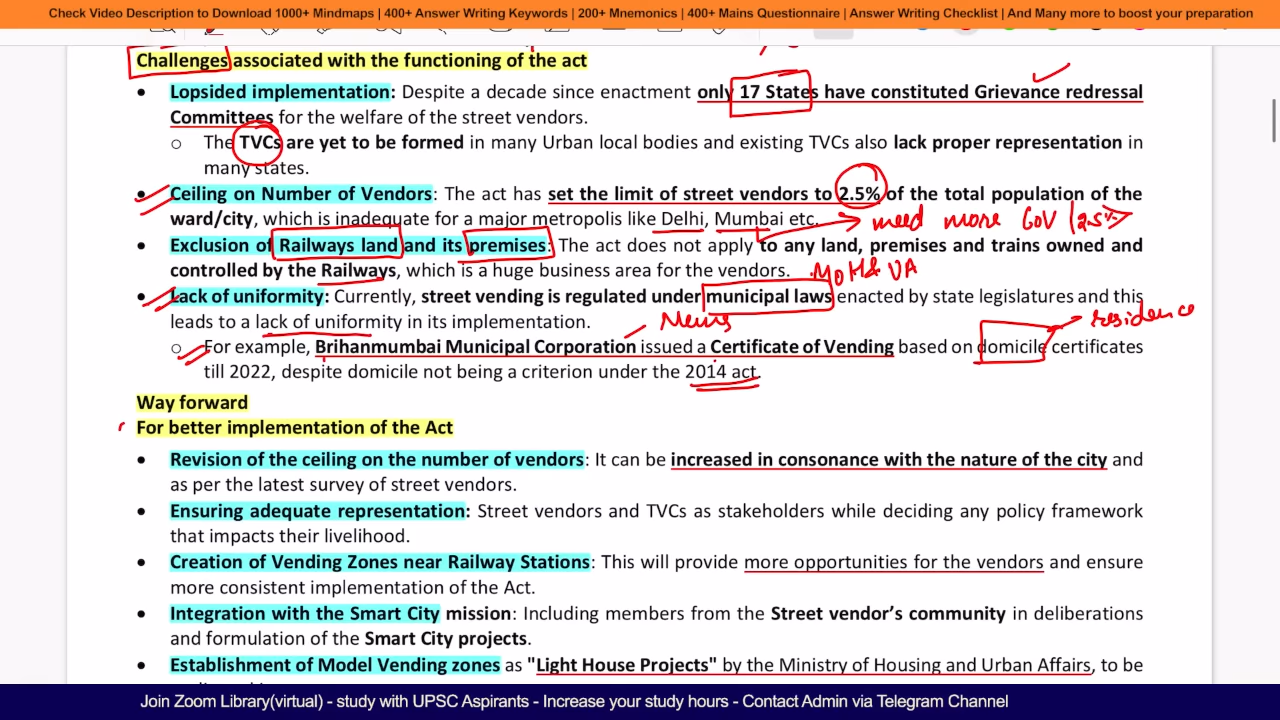 Check Video Description to Download 1000+ Mindmaps | 400+ Answer Writing Keywords | 200+ Mnemonics | 400+ Mains Questionnaire | Answer Writing Checklist | And Many more to boost your preparation
Challenges associated with the functioning of the act
• Lopsided implementation: Despite a decade since enactment only 17 States have constituted Grievance redressal
Committees for the welfare of the street vendors.
o The TVCs are yet to be formed in many Urban local bodies and existing TVCs also lack proper representation in
many states.
• Ceiling on Number of Vendors: The act has set the limit of street vendors to 2.5% of the total population of the
ward/city, which is inadequate for a major metropolis like Delhi, Mumbai etc. need more COV (2.5%
• Exclusion of Railways land and its premises: The act does not apply to any land, premises and trains owned and
controlled by the Railways, which is a huge business area for the vendors. MoH& UA
• Lack of uniformity: Currently, street vending is regulated under municipal laws enacted by state legislatures and this
leads to a lack of uniformity in its implementation. News residence
o For example, Brihanmumbai Municipal Corporation issued a Certificate of Vending based on domicile certificates
till 2022, despite domicile not being a criterion under the 2014 act.
Way forward
For better implementation of the Act
• Revision of the ceiling on the number of vendors: It can be increased in consonance with the nature of the city and
as per the latest survey of street vendors.
• Ensuring adequate representation: Street vendors and TVCs as stakeholders while deciding any policy framework
that impacts their livelihood.
• Creation of Vending Zones near Railway Stations: This will provide more opportunities for the vendors and ensure
more consistent implementation of the Act.
• Integration with the Smart City mission: Including members from the Street vendor’s community in deliberations
and formulation of the Smart City projects.
• Establishment of Model Vending zones as "Light House Projects" by the Ministry of Housing and Urban Affairs, to be
Join Zoom Library(virtual) - study with UPSC Aspirants - Increase your study hours - Contact Admin via Telegram Channel